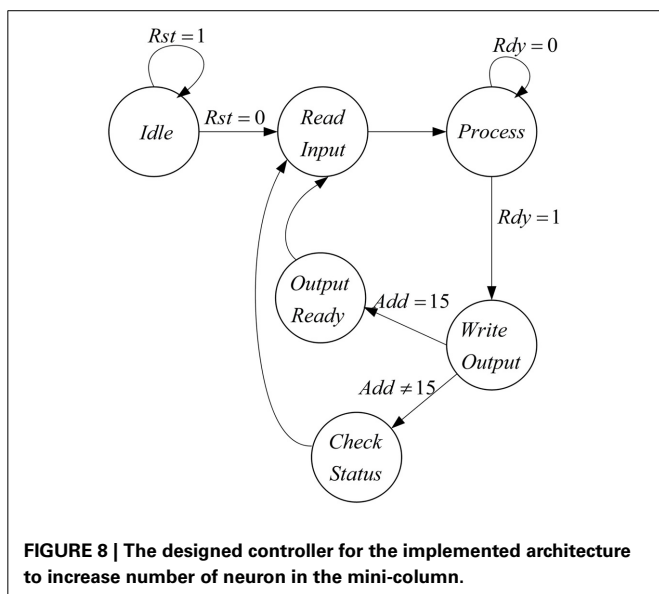 Rst = 1
Rdy = 0
Idle
Rst = 0
Read
Input
Process
Rdy = 1
Output
Ready
Add = 15
Write
Output
Add ≠ 15
Check
Status
FIGURE 8 | The designed controller for the implemented architecture
to increase number of neuron in the mini-column.